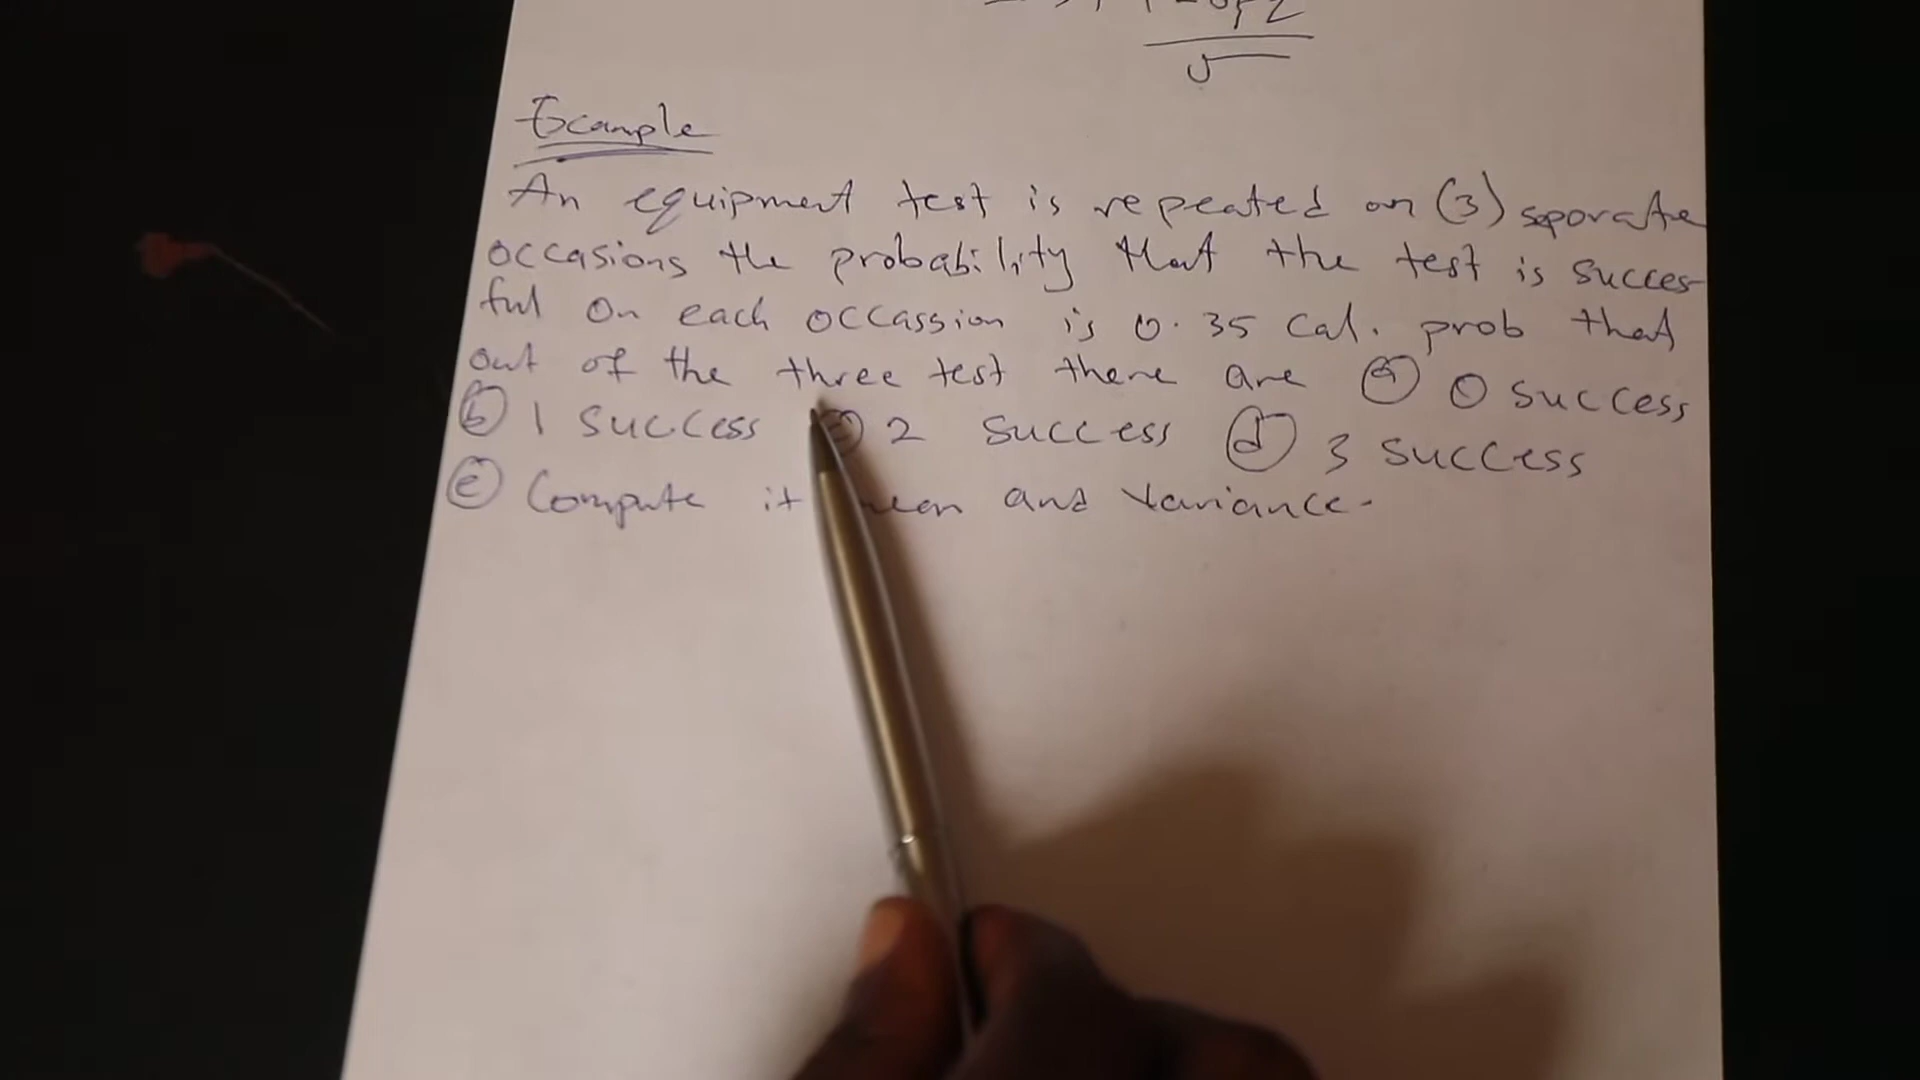 Example
An equipment test is repeated on (3) separate
occasions the probability that the test is succes-
ful on each occassion is 0.35 Cal. prob that
out of the three test there are (a) 0 success
(b) 1 success (c) 2 success (d) 3 success
(e) Compute it mean and variance.